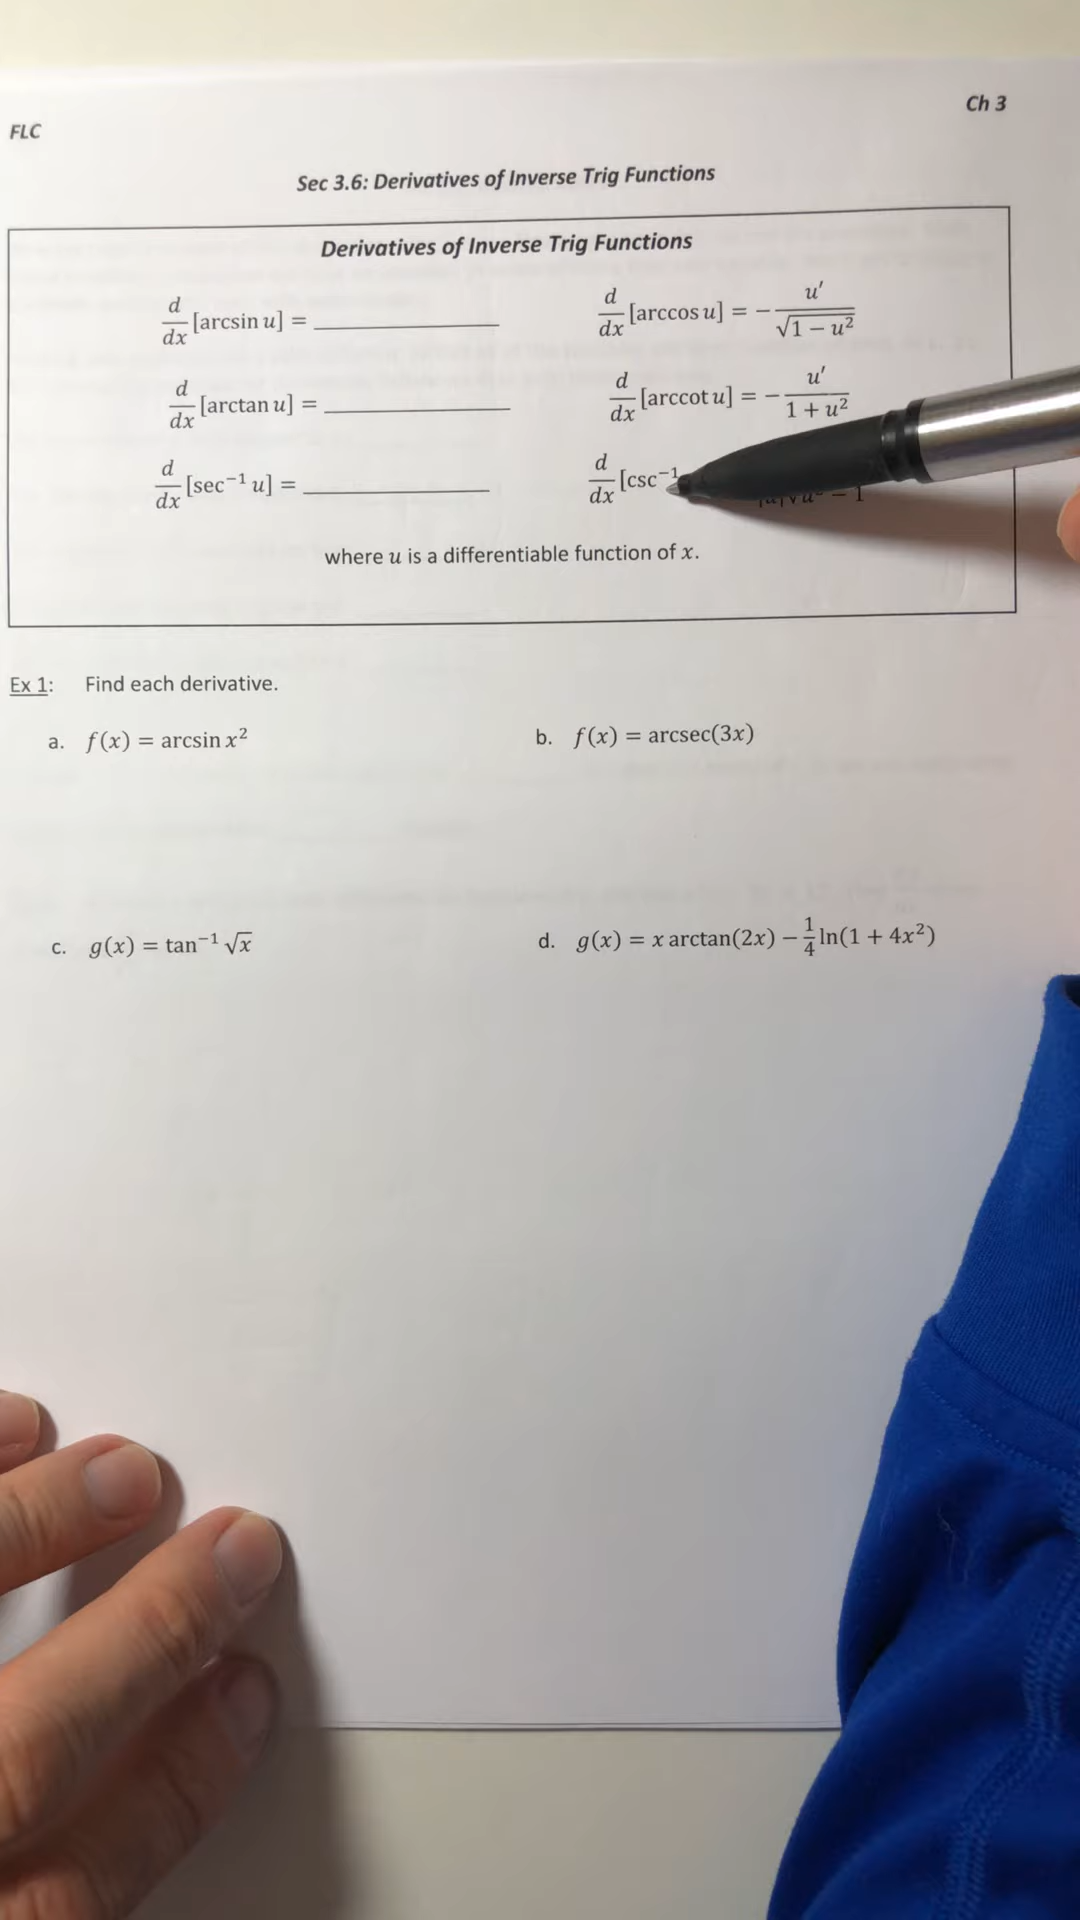 FLC
Ch 3
Sec 3.6: Derivatives of Inverse Trig Functions
Derivatives of Inverse Trig Functions
d/dx [arcsin u] = ________ d/dx [arccos u] = − u′/√(1 − u²)
d/dx [arctan u] = ________ d/dx [arccot u] = − u′/(1 + u²)
d/dx [sec⁻¹ u] = ________ d/dx [csc⁻¹
where u is a differentiable function of x.
Ex 1: Find each derivative.
a. f(x) = arcsin x² b. f(x) = arcsec(3x)
c. g(x) = tan⁻¹ √x d. g(x) = x arctan(2x) − 1/4 ln(1 + 4x²)